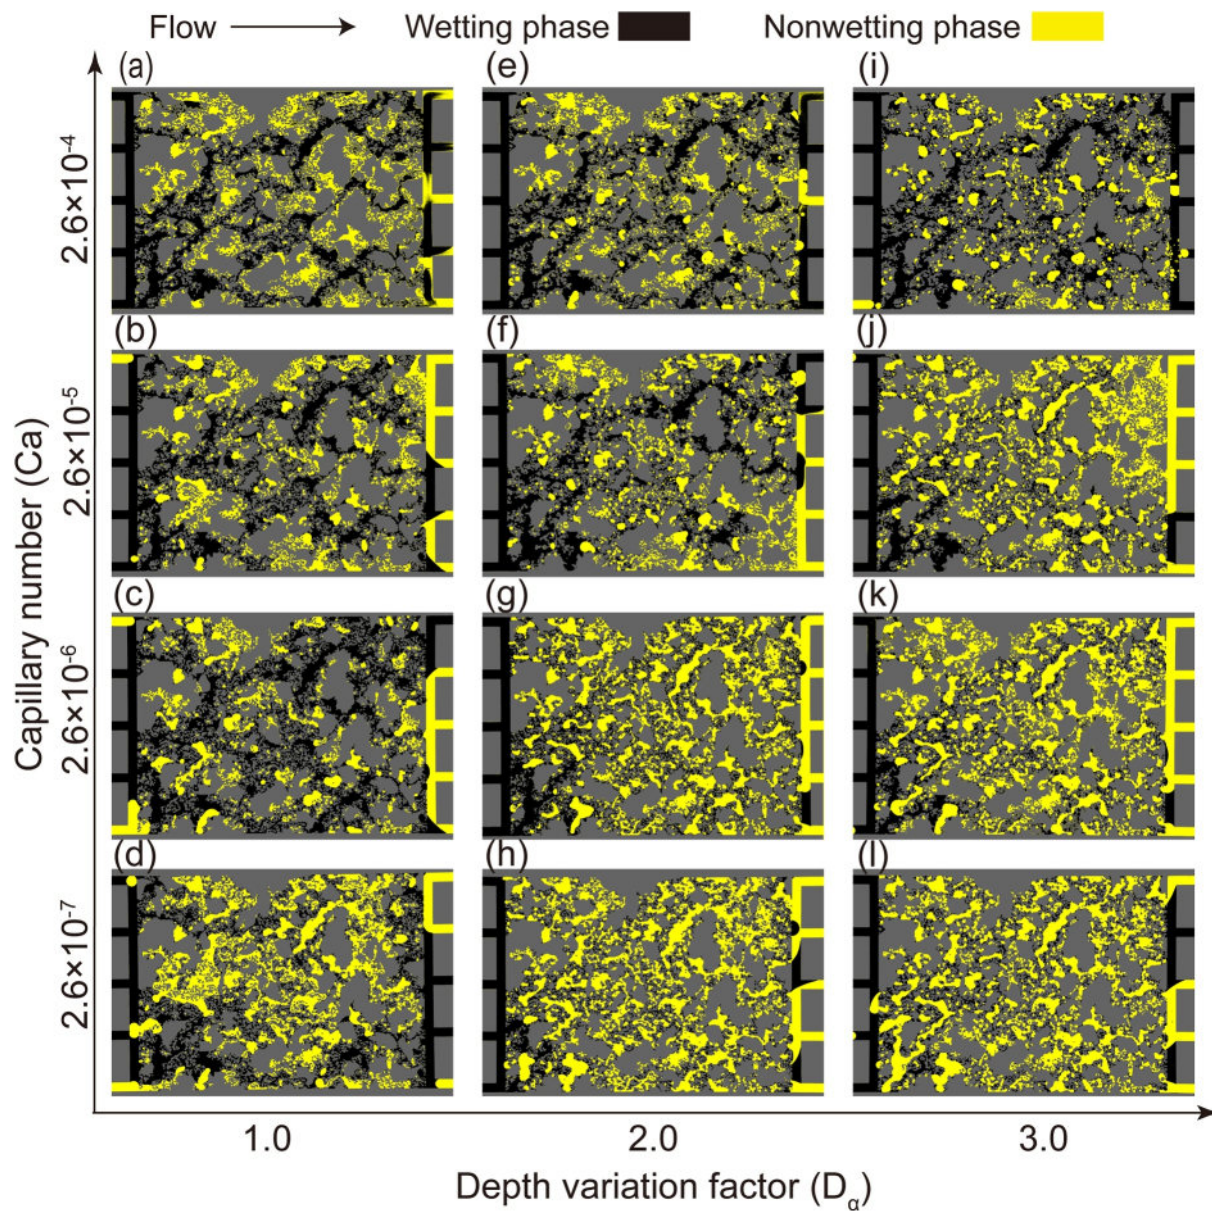 Flow Wetting phase Nonwetting phase
(a) (e) (i)
2.6×10⁻⁴
(b) (f) (j)
2.6×10⁻⁵
(c) (g) (k)
2.6×10⁻⁶
(d) (h) (l)
2.6×10⁻⁷
Capillary number (Ca)
1.0 2.0 3.0
Depth variation factor (Dα)